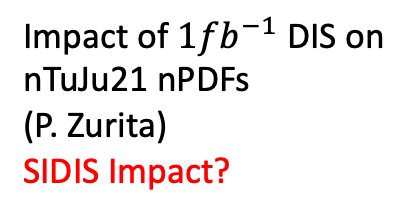 Impact of 1fb⁻¹ DIS on
nTuJu21 nPDFs
(P. Zurita)
SIDIS Impact?